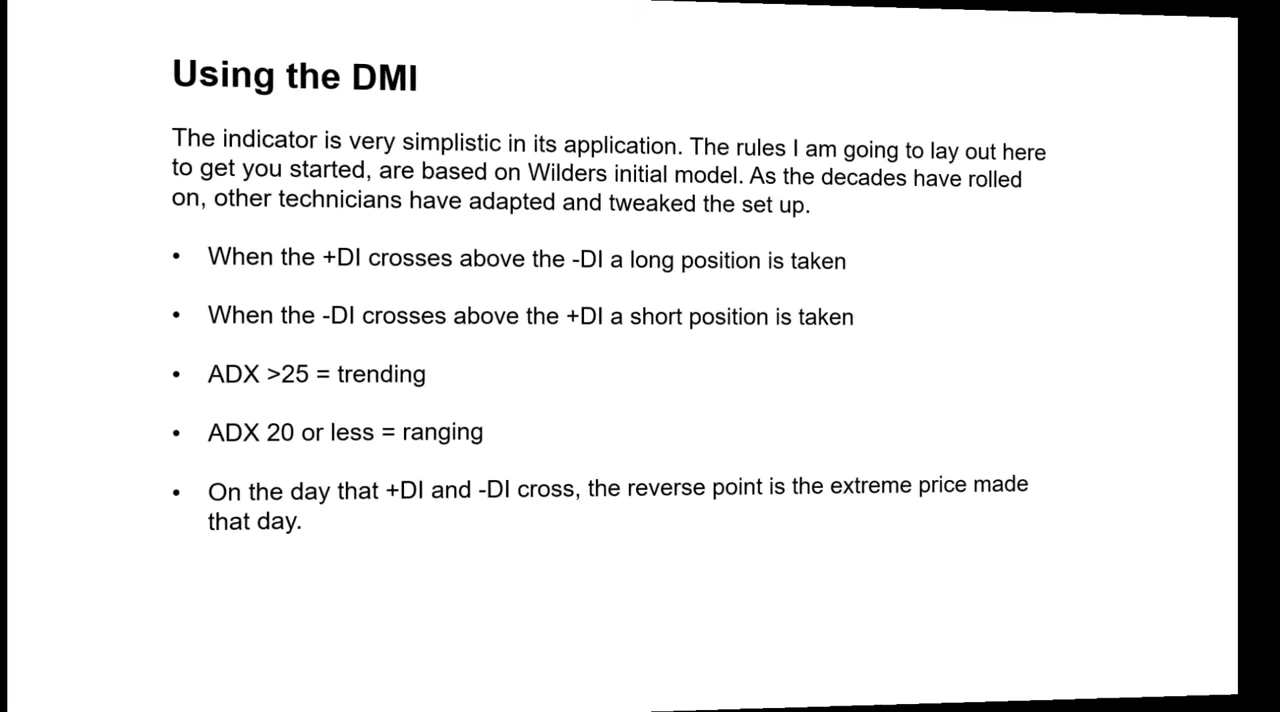 Using the DMI
The indicator is very simplistic in its application. The rules I am going to lay out here
to get you started, are based on Wilders initial model. As the decades have rolled
on, other technicians have adapted and tweaked the set up.
• When the +DI crosses above the -DI a long position is taken
• When the -DI crosses above the +DI a short position is taken
• ADX >25 = trending
• ADX 20 or less = ranging
• On the day that +DI and -DI cross, the reverse point is the extreme price made
that day.